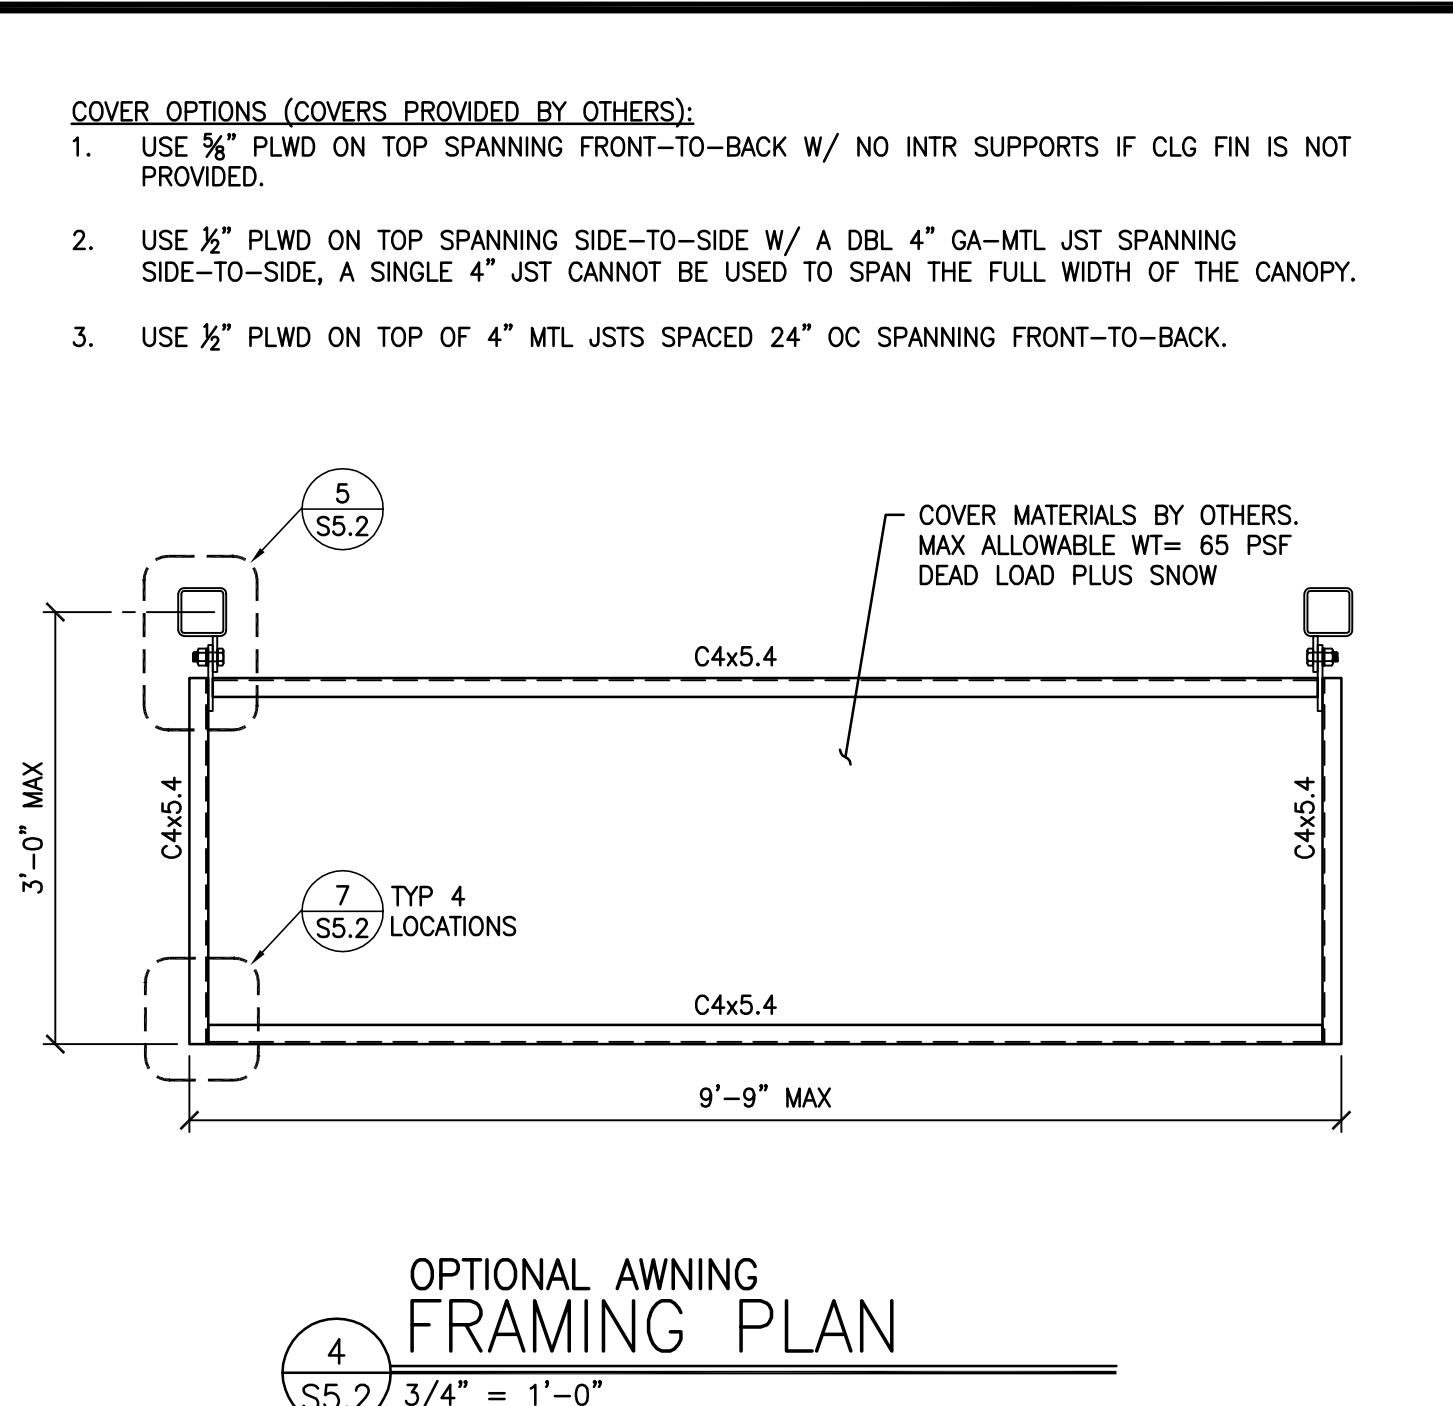 COVER OPTIONS (COVERS PROVIDED BY OTHERS):
1. USE 5/8" PLWD ON TOP SPANNING FRONT-TO-BACK W/ NO INTR SUPPORTS IF CLG FIN IS NOT
PROVIDED.
2. USE 1/2" PLWD ON TOP SPANNING SIDE-TO-SIDE W/ A DBL 4" GA-MTL JST SPANNING
SIDE-TO-SIDE, A SINGLE 4" JST CANNOT BE USED TO SPAN THE FULL WIDTH OF THE CANOPY.
3. USE 1/2" PLWD ON TOP OF 4" MTL JSTS SPACED 24" OC SPANNING FRONT-TO-BACK.
5
S5.2
COVER MATERIALS BY OTHERS.
MAX ALLOWABLE WT= 65 PSF
DEAD LOAD PLUS SNOW
C4x5.4
3'-0" MAX
C4x5.4
C4x5.4
7
S5.2
TYP 4
LOCATIONS
C4x5.4
9'-9" MAX
OPTIONAL AWNING
FRAMING PLAN
4
S5.2
3/4" = 1'-0"